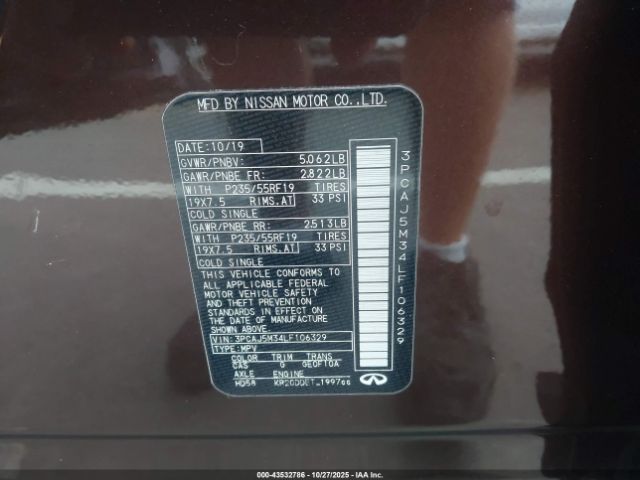 MFD BY NISSAN MOTOR CO.,LTD.
DATE: 10/19
GVWR/PNBV: 5,062LB
GAWR/PNBE FR: 2,822LB
WITH P235/55RF19 TIRES
19X7.5 RIMS,AT 33 PSI
COLD SINGLE
GAWR/PNBE RR: 2,513LB
WITH P235/55RF19 TIRES
19X7.5 RIMS,AT 33 PSI
COLD SINGLE
THIS VEHICLE CONFORMS TO
ALL APPLICABLE FEDERAL
MOTOR VEHICLE SAFETY
AND THEFT PREVENTION
STANDARDS IN EFFECT ON
THE DATE OF MANUFACTURE
SHOWN ABOVE.
VIN: 3PCAJ5M34LF106329
TYPE: MPV
COLOR TRIM TRANS
CAS G GE0F10A
AXLE ENGINE
HD58 KR20DDET 1997cc
3PCAJ5M34LF106329
000-43532786 - 10/27/2025 - IAA Inc.